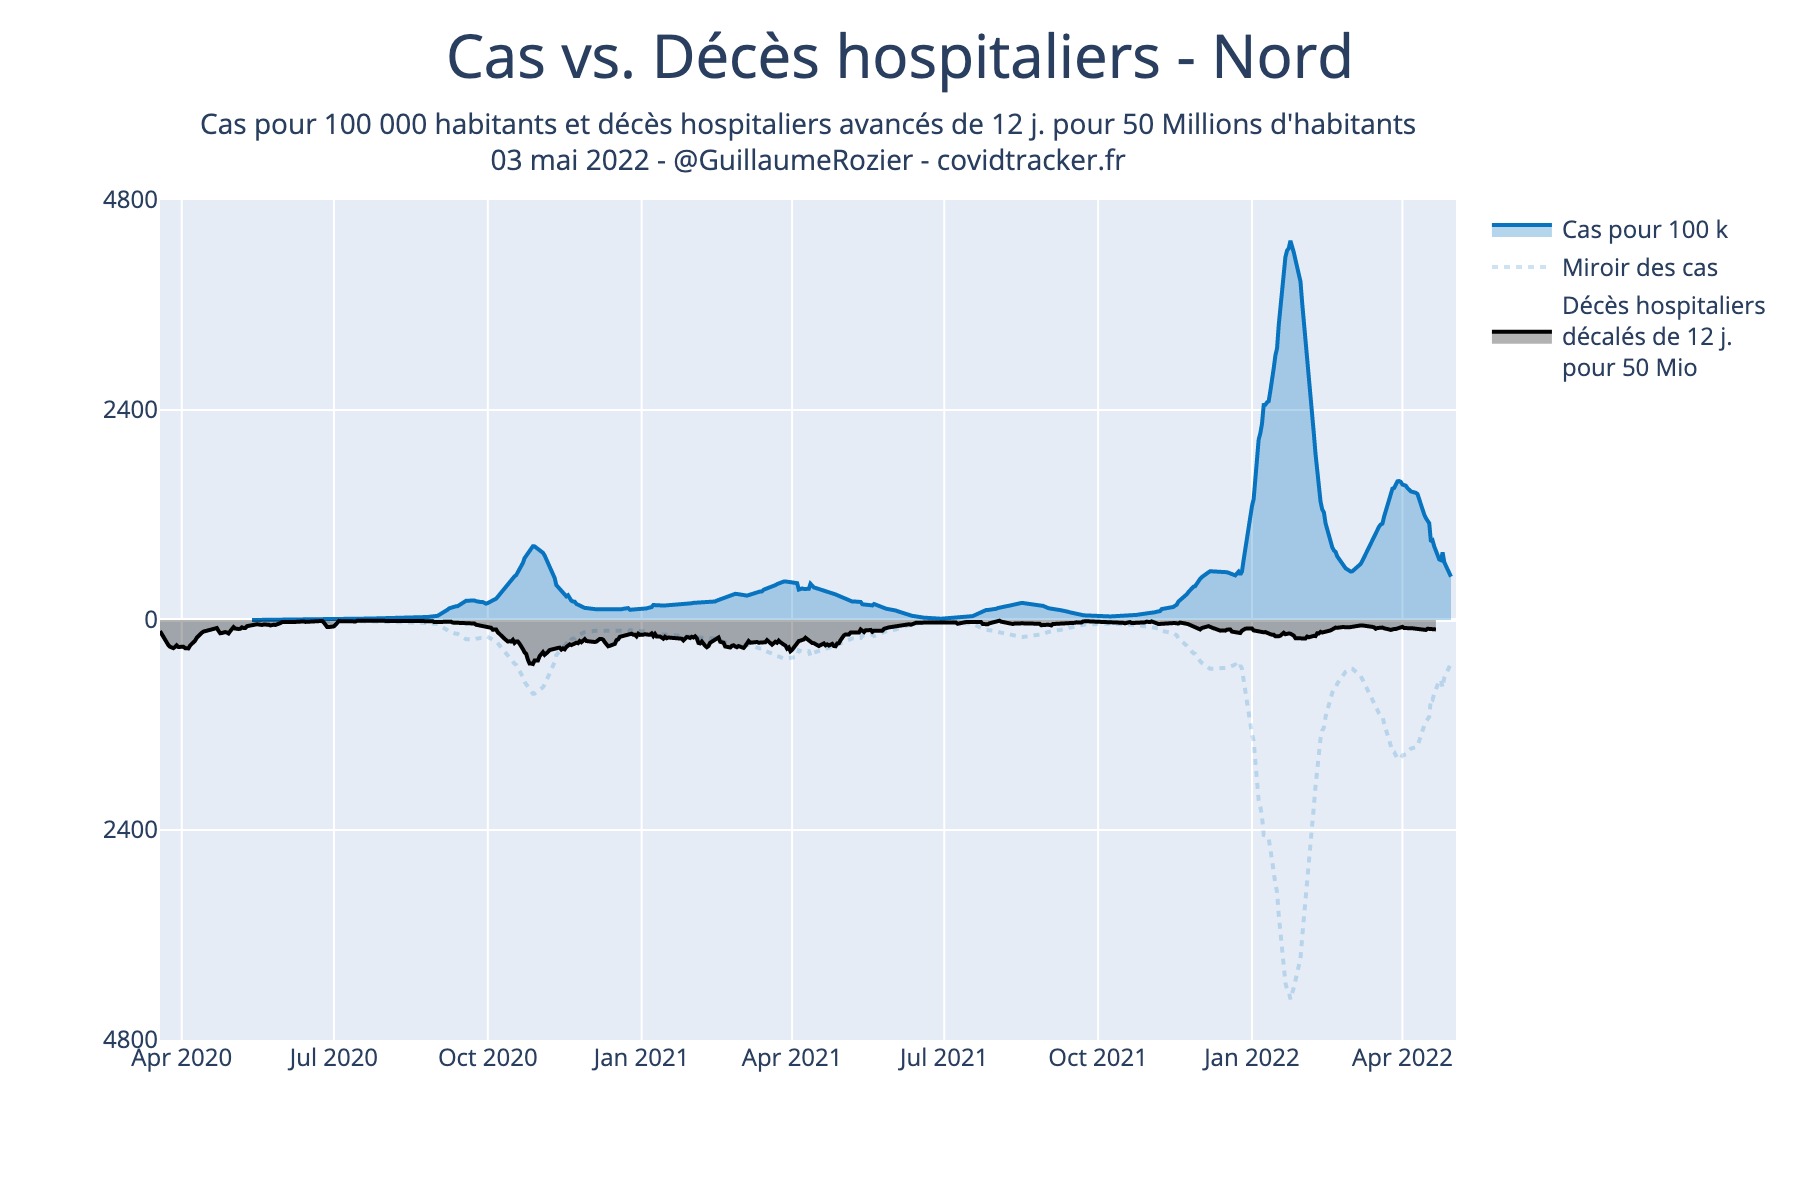 Cas vs. Décès hospitaliers - Nord
Cas pour 100 000 habitants et décès hospitaliers avancés de 12 j. pour 50 Millions d'habitants
03 mai 2022 - @GuillaumeRozier - covidtracker.fr
4800
2400
0
2400
4800
Apr 2020
Jul 2020
Oct 2020
Jan 2021
Apr 2021
Jul 2021
Oct 2021
Jan 2022
Apr 2022
Cas pour 100 k
Miroir des cas
Décès hospitaliers
décalés de 12 j.
pour 50 Mio